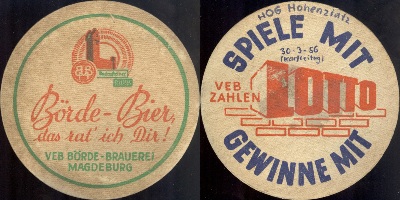 Börde-Bier,
das rat' ich Dir!
VEB BÖRDE-BRAUEREI
MAGDEBURG
HOG Hohenziatz
SPIELE MIT
30-3-56
(Karfreitag)
VEB
ZAHLEN
LOTTO
GEWINNE MIT